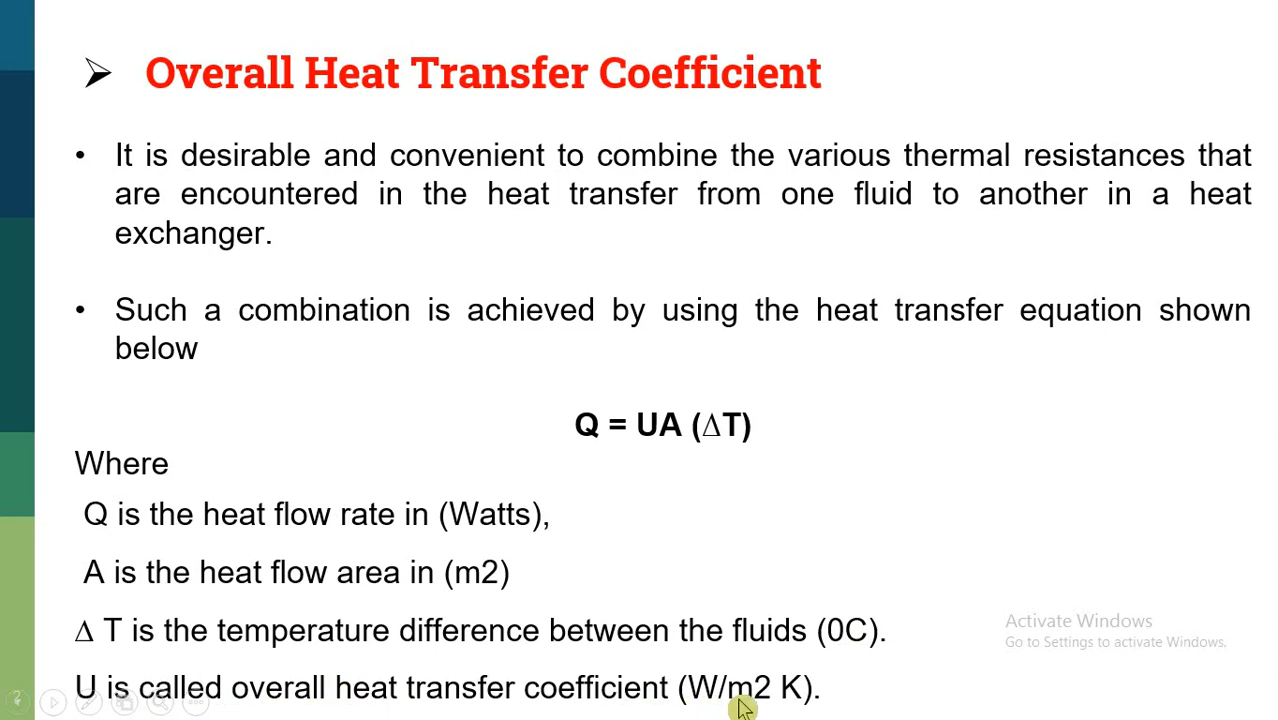 ➢ Overall Heat Transfer Coefficient
• It is desirable and convenient to combine the various thermal resistances that
are encountered in the heat transfer from one fluid to another in a heat
exchanger.
• Such a combination is achieved by using the heat transfer equation shown
below
Q = UA (∆T)
Where
Q is the heat flow rate in (Watts),
A is the heat flow area in (m2)
∆ T is the temperature difference between the fluids (0C).
Activate Windows
Go to Settings to activate Windows.
U is called overall heat transfer coefficient (W/m2 K).